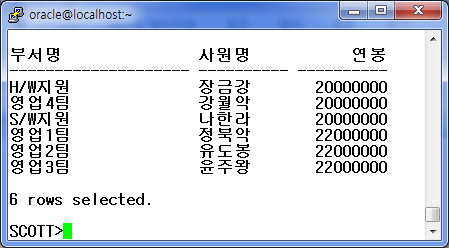 oracle@localhost:~
부서명 사원명 연봉
-------------------- ---------- ----------
H/W지원 장금강 20000000
영업4팀 강월악 20000000
S/W지원 나한라 20000000
영업1팀 정북악 22000000
영업2팀 유도봉 22000000
영업3팀 윤주왕 22000000
6 rows selected.
SCOTT>